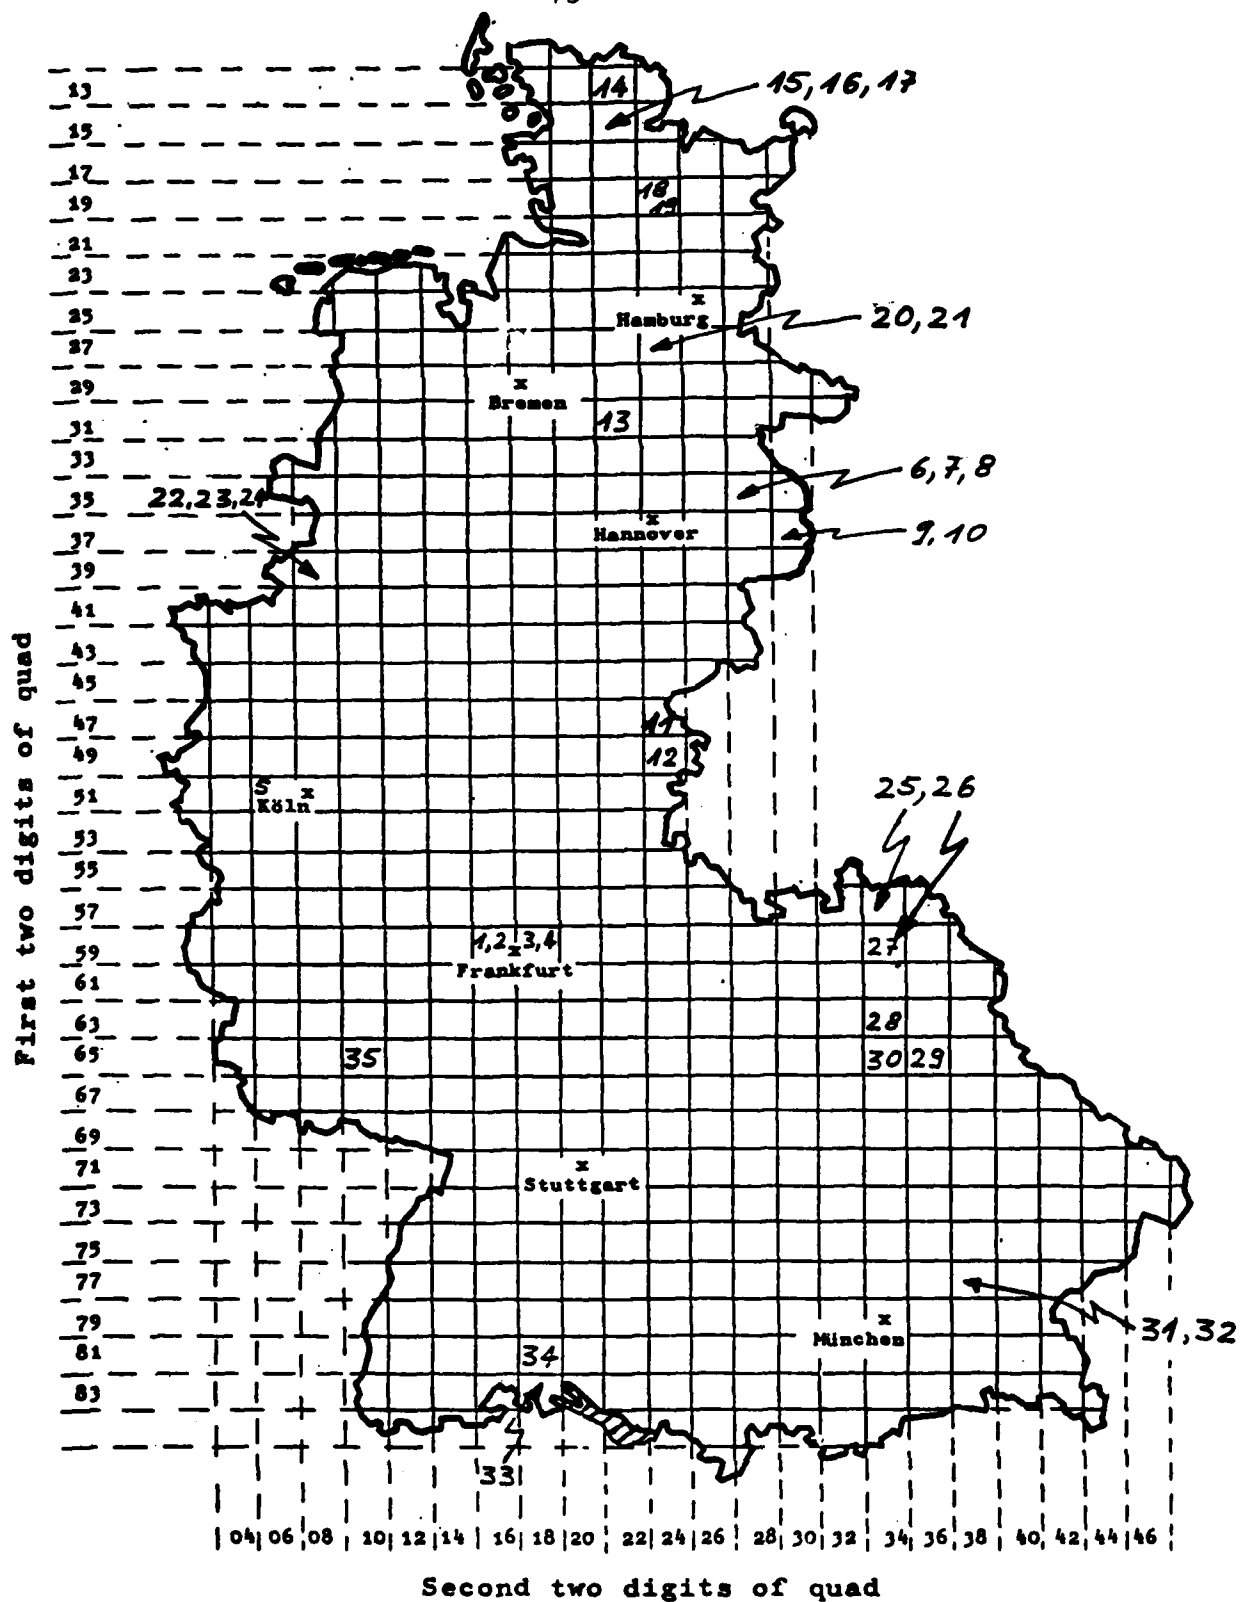 13 14 15, 16, 17
15
17 18
19 19
21
23
25 Hamburg 20, 21
27
29 Bremen
31 13
33 6, 7, 8
35 22, 23, 24
Hannover 9, 10
37
39
41
43
45
47 11
49 12
51 5 25, 26
Köln
53
55
57
59 1, 2 3, 4 27
Frankfurt
61
63 28
65 35 30 29
67
69
71
Stuttgart
73
75
77
79 31, 32
München
81 34
83
33
04 06 08 10 12 14 16 18 20 22 24 26 28 30 32 34 36 38 40 42 44 46
Second two digits of quad
First two digits of quad